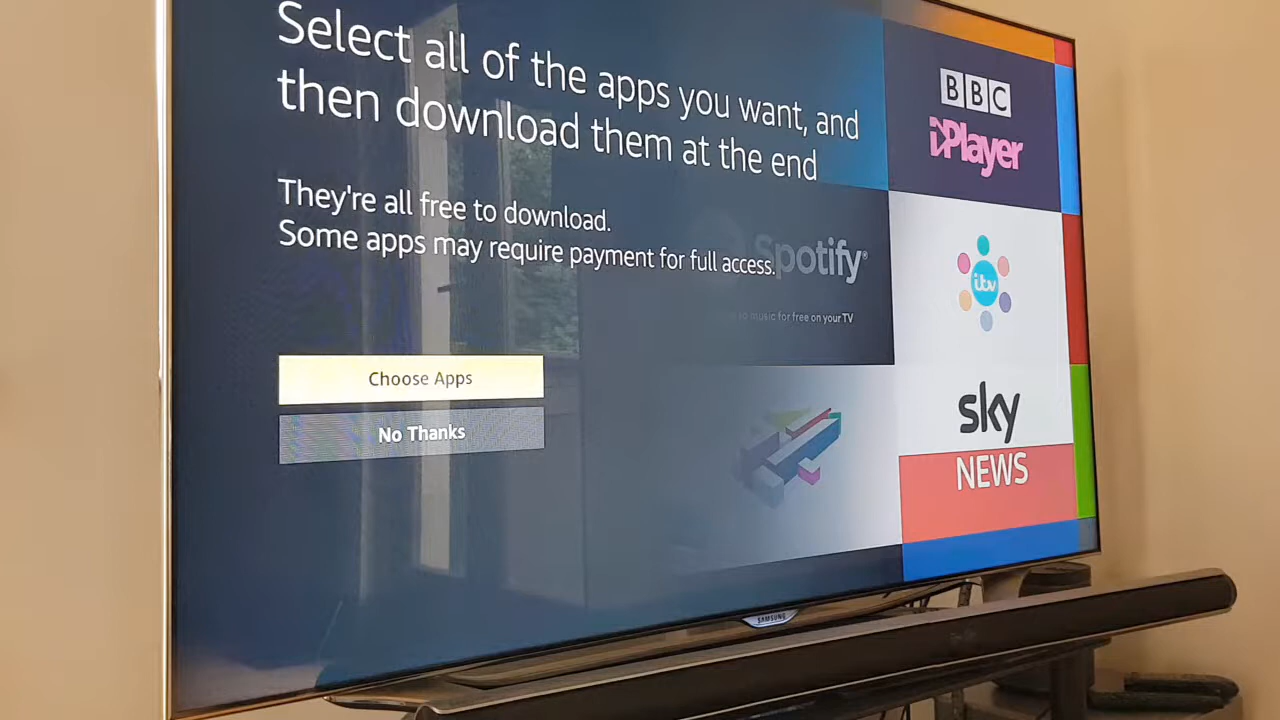 Select all of the apps you want, and
then download them at the end
They're all free to download.
Some apps may require payment for full access.
Choose Apps
No Thanks
BBC
iPlayer
Spotify®
to music for free on your TV
itv
sky
NEWS
SAMSUNG